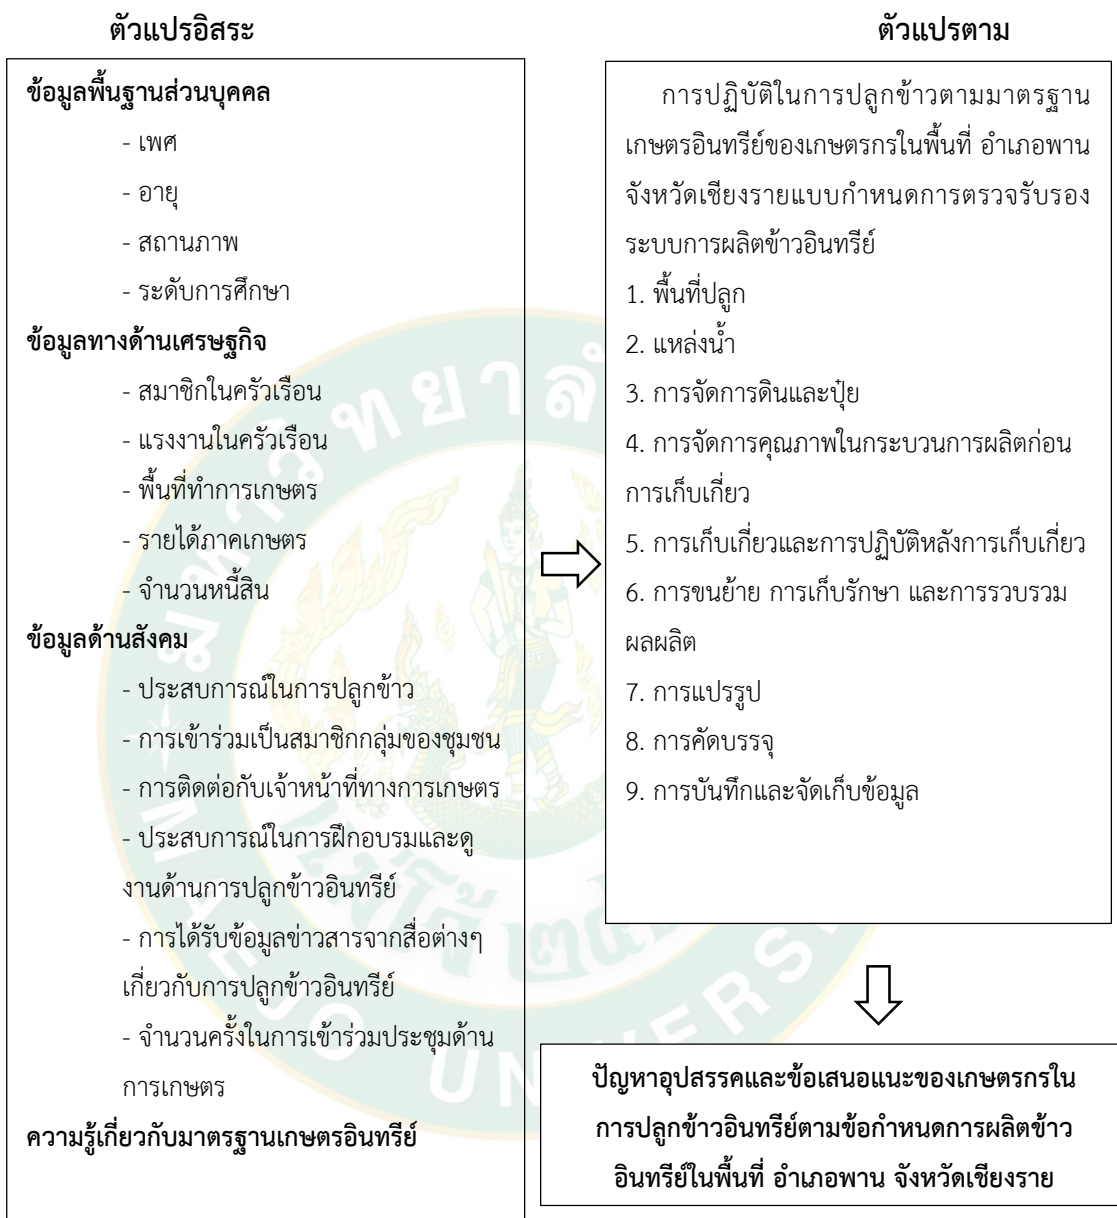 ตัวแปรอิสระ
ข้อมูลพื้นฐานส่วนบุคคล
- เพศ
- อายุ
- สถานภาพ
- ระดับการศึกษา
ข้อมูลทางด้านเศรษฐกิจ
- สมาชิกในครัวเรือน
- แรงงานในครัวเรือน
- พื้นที่ทำการเกษตร
- รายได้ภาคเกษตร
- จำนวนหนี้สิน
ข้อมูลด้านสังคม
- ประสบการณ์ในการปลูกข้าว
- การเข้าร่วมเป็นสมาชิกกลุ่มของชุมชน
- การติดต่อกับเจ้าหน้าที่ทางการเกษตร
- ประสบการณ์ในการฝึกอบรมและดู
งานด้านการปลูกข้าวอินทรีย์
- การได้รับข้อมูลข่าวสารจากสื่อต่างๆ
เกี่ยวกับการปลูกข้าวอินทรีย์
- จำนวนครั้งในการเข้าร่วมประชุมด้าน
การเกษตร
ความรู้เกี่ยวกับมาตรฐานเกษตรอินทรีย์
ตัวแปรตาม
การปฏิบัติในการปลูกข้าวตามมาตรฐาน
เกษตรอินทรีย์ของเกษตรกรในพื้นที่ อำเภอพาน
จังหวัดเชียงรายแบบกำหนดการตรวจรับรอง
ระบบการผลิตข้าวอินทรีย์
1. พื้นที่ปลูก
2. แหล่งน้ำ
3. การจัดการดินและปุ๋ย
4. การจัดการคุณภาพในกระบวนการผลิตก่อน
การเก็บเกี่ยว
5. การเก็บเกี่ยวและการปฏิบัติหลังการเก็บเกี่ยว
6. การขนย้าย การเก็บรักษา และการรวบรวม
ผลผลิต
7. การแปรรูป
8. การคัดบรรจุ
9. การบันทึกและจัดเก็บข้อมูล
ปัญหาอุปสรรคและข้อเสนอแนะของเกษตรกรใน
การปลูกข้าวอินทรีย์ตามข้อกำหนดการผลิตข้าว
อินทรีย์ในพื้นที่ อำเภอพาน จังหวัดเชียงราย